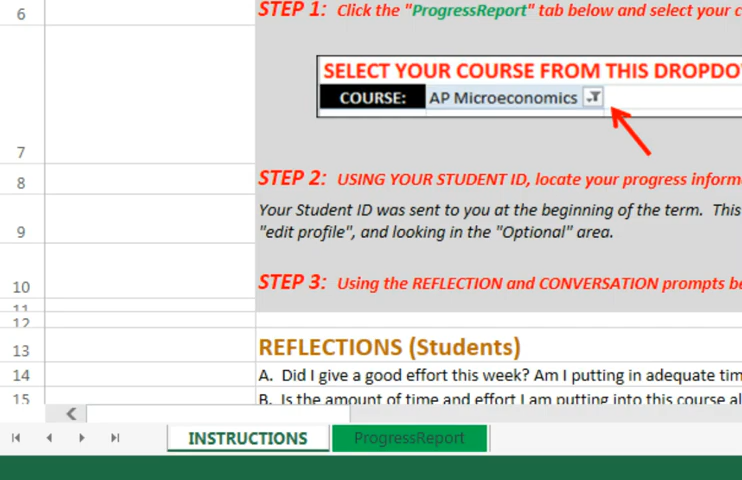 6
STEP 1: Click the "ProgressReport" tab below and select your c
SELECT YOUR COURSE FROM THIS DROPDO
COURSE: AP Microeconomics
7
8
STEP 2: USING YOUR STUDENT ID, locate your progress inform
9
Your Student ID was sent to you at the beginning of the term. This
"edit profile", and looking in the "Optional" area.
10
STEP 3: Using the REFLECTION and CONVERSATION prompts be
11
12
13
REFLECTIONS (Students)
14
A. Did I give a good effort this week? Am I putting in adequate tim
15
B. Is the amount of time and effort I am putting into this course al
INSTRUCTIONS
ProgressReport